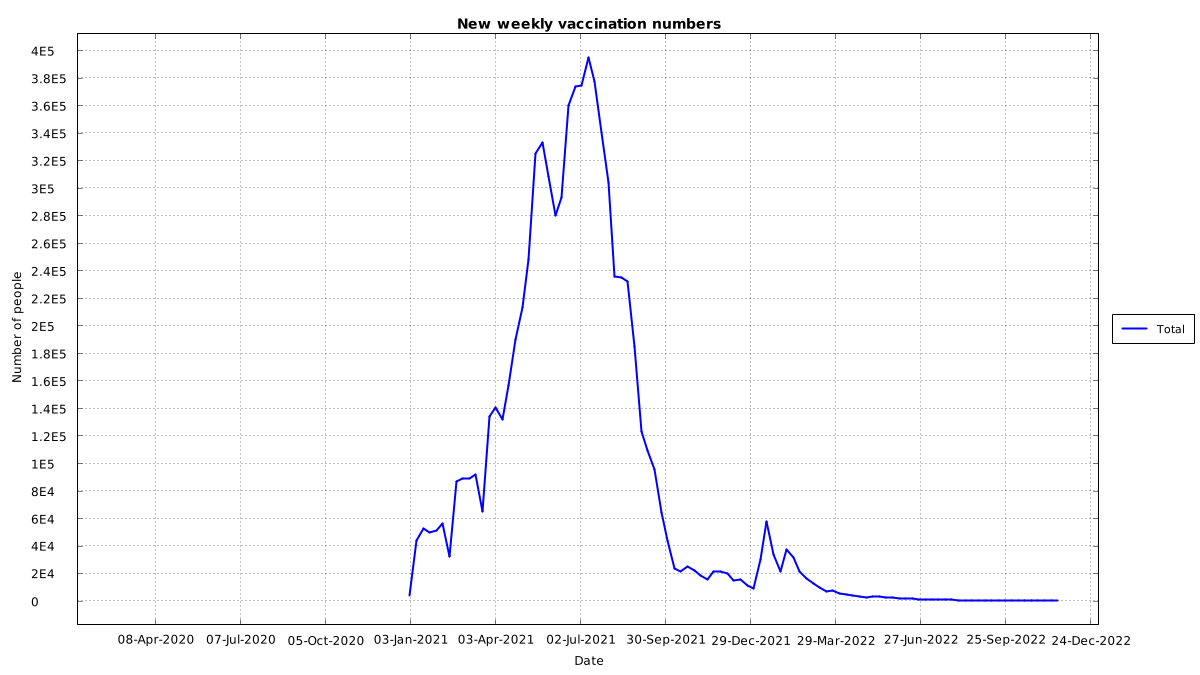 New weekly vaccination numbers
4E5
3.8E5
3.6E5
3.4E5
3.2E5
3E5
2.8E5
2.6E5
2.4E5
2.2E5
2E5
1.8E5
1.6E5
1.4E5
1.2E5
1E5
8E4
6E4
4E4
2E4
0
Number of people
Total
08-Apr-2020 07-Jul-2020 05-Oct-2020 03-Jan-2021 03-Apr-2021 02-Jul-2021 30-Sep-2021 29-Dec-2021 29-Mar-2022 27-Jun-2022 25-Sep-2022 24-Dec-2022
Date